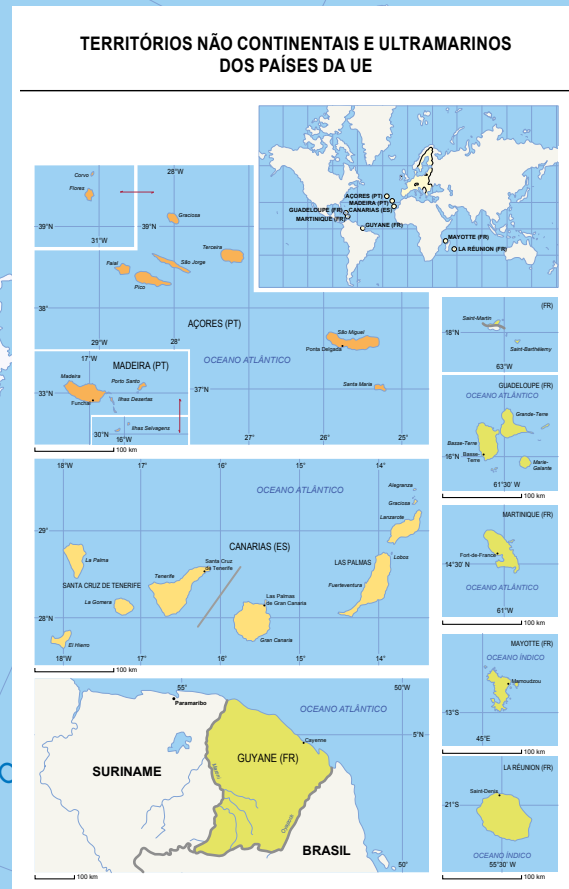 TERRITÓRIOS NÃO CONTINENTAIS E ULTRAMARINOS
DOS PAÍSES DA UE
AÇORES (PT)
MADEIRA (PT)
GUADELOUPE (FR)
CANARIAS (ES)
MARTINIQUE (FR)
GUYANE (FR)
MAYOTTE (FR)
LA RÉUNION (FR)
Corvo
Flores
28°W
39°N
31°W
Graciosa
39°N
Terceira
Faial
São Jorge
Pico
38°
29°W
28°
AÇORES (PT)
São Miguel
Ponta Delgada
OCEANO ATLÂNTICO
Santa Maria
37°N
27°
26°
25°
17°W
MADEIRA (PT)
Madeira
Porto Santo
33°N
Funchal
Ilhas Desertas
30°N
16°W
Ilhas Selvagens
100 km
(FR)
Saint-Martin
18°N
Saint-Barthélemy
63°W
GUADELOUPE (FR)
OCEANO ATLÂNTICO
Grande-Terre
Basse-Terre
Basse-
Terre
16°N
Marie-
Galante
61°30' W
100 km
18°W
17°
16°
15°
14°
OCEANO ATLÂNTICO
Alegranza
Graciosa
Lanzarote
29°
CANARIAS (ES)
La Palma
Santa Cruz
de Tenerife
LAS PALMAS
Lobos
SANTA CRUZ DE TENERIFE
Tenerife
Fuerteventura
La Gomera
Las Palmas
de Gran Canaria
28°N
El Hierro
Gran Canaria
18°W
17°
16°
15°
14°
100 km
MARTINIQUE (FR)
Fort-de-France
14°30' N
OCEANO ATLÂNTICO
61°W
100 km
MAYOTTE (FR)
OCEANO ÍNDICO
Mamoudzou
13°S
45°E
100 km
55°
50°W
Paramaribo
OCEANO ATLÂNTICO
5°N
Cayenne
GUYANE (FR)
SURINAME
BRASIL
50°
100 km
LA RÉUNION (FR)
Saint-Denis
21°S
OCEANO ÍNDICO
55°30' W
100 km